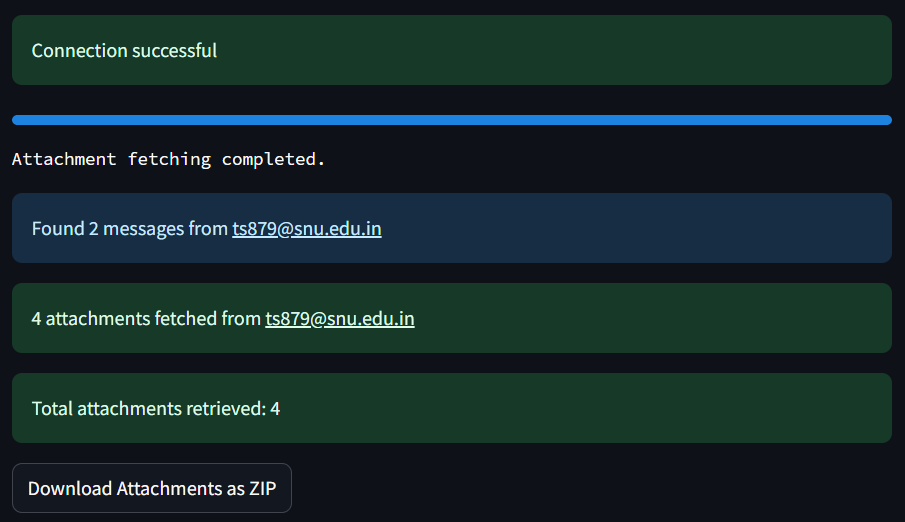 Connection successful
Attachment fetching completed.
Found 2 messages from ts879@snu.edu.in
4 attachments fetched from ts879@snu.edu.in
Total attachments retrieved: 4
Download Attachments as ZIP